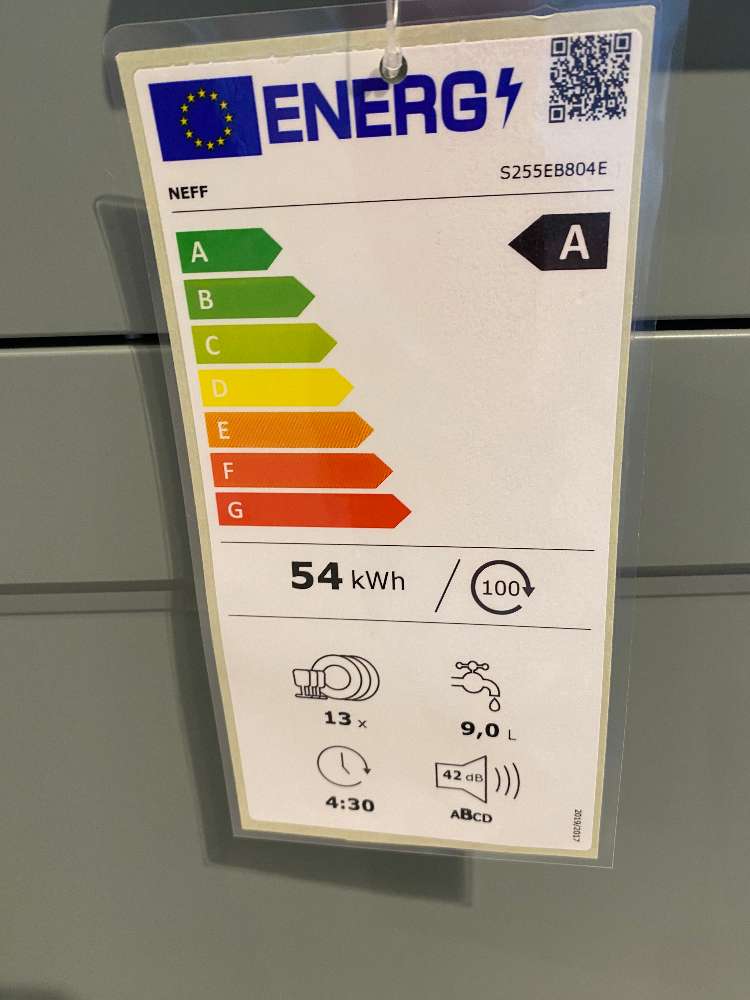 ENERG
S255EB804E
NEFF
A
A
B
C
D
E
F
G
54 kWh / 100
13 x
9,0 L
4:30
42 dB
ABCD
2019/2017